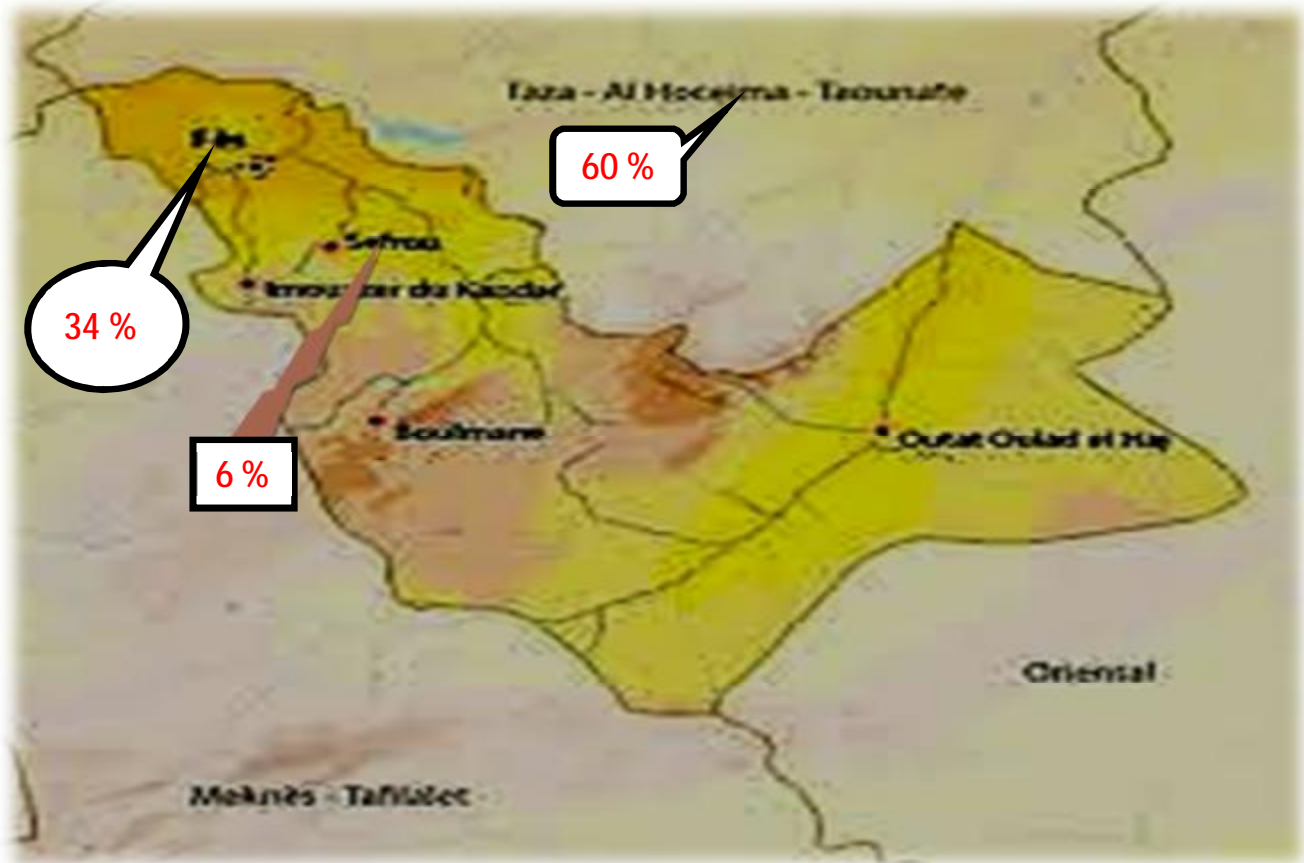 Taza - Al Hoceima - Taounate
60 %
Fès
Sefrou
Imouzzer du Kandar
34 %
Boulmane
Outat Oulad el Haj
6 %
Oriental
Meknès - Tafilalet